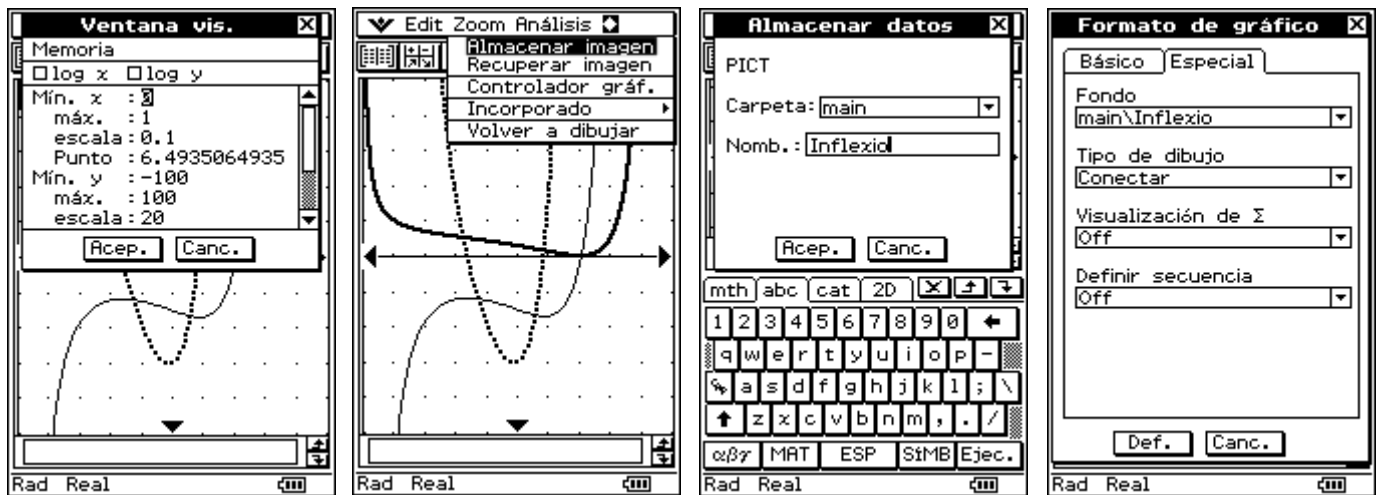 Ventana vis.
Memoria
log x log y
Mín. x :0
máx. :1
escala:0.1
Punto :6.4935064935
Mín. y :-100
máx. :100
escala:20
Acep. Canc.
Rad Real
Edit Zoom Análisis
Almacenar imagen
Recuperar imagen
Controlador gráf.
Incorporado
Volver a dibujar
Rad Real
Almacenar datos
PICT
Carpeta: main
Nomb.: Inflexio
Acep. Canc.
mth abc cat 2D
1 2 3 4 5 6 7 8 9 0
q w e r t y u i o p -
a s d f g h j k l ; \
z x c v b n m , . /
αβγ MAT ESP SÍMB Ejec.
Rad Real
Formato de gráfico
Básico Especial
Fondo
main\Inflexio
Tipo de dibujo
Conectar
Visualización de Σ
Off
Definir secuencia
Off
Def. Canc.
Rad Real